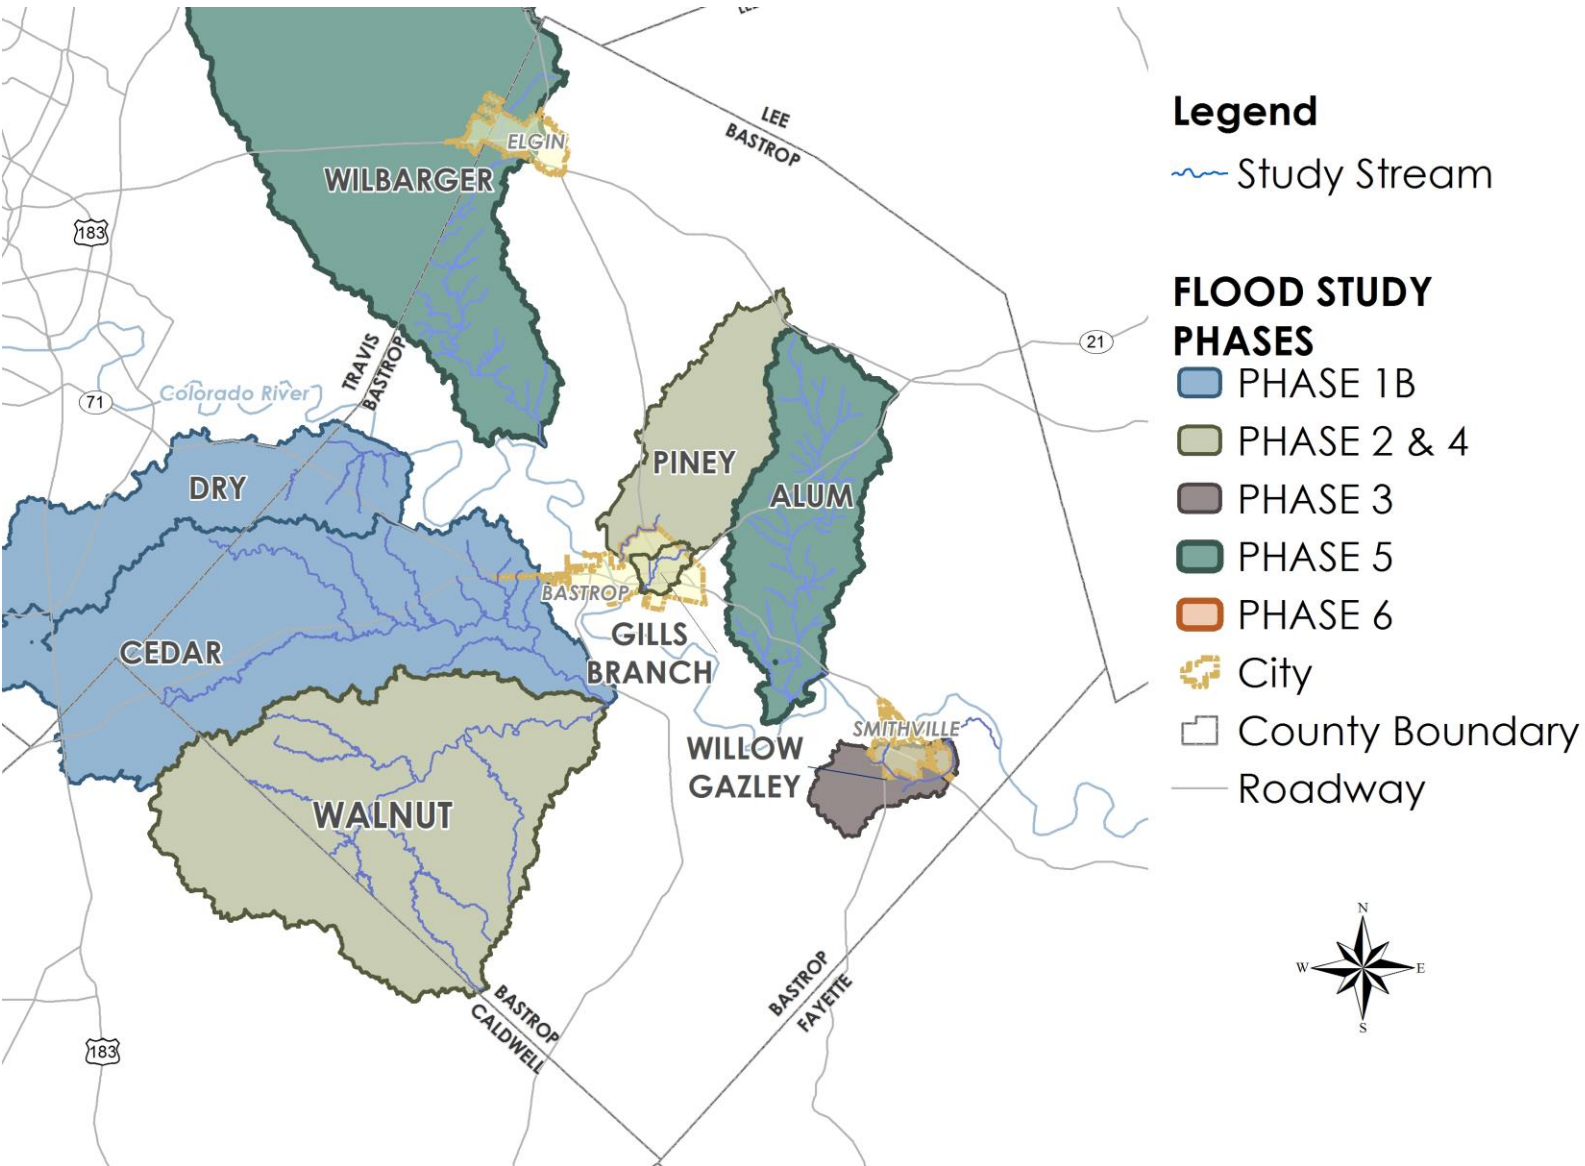 LEE
BASTROP
ELGIN
WILBARGER
183
TRAVIS
BASTROP
21
Colorado River
71
PINEY
DRY
ALUM
BASTROP
GILLS
BRANCH
CEDAR
SMITHVILLE
WILLOW
GAZLEY
WALNUT
BASTROP
CALDWELL
BASTROP
FAYETTE
183
Legend
Study Stream
FLOOD STUDY
PHASES
PHASE 1B
PHASE 2 & 4
PHASE 3
PHASE 5
PHASE 6
City
County Boundary
Roadway
N
W E
S